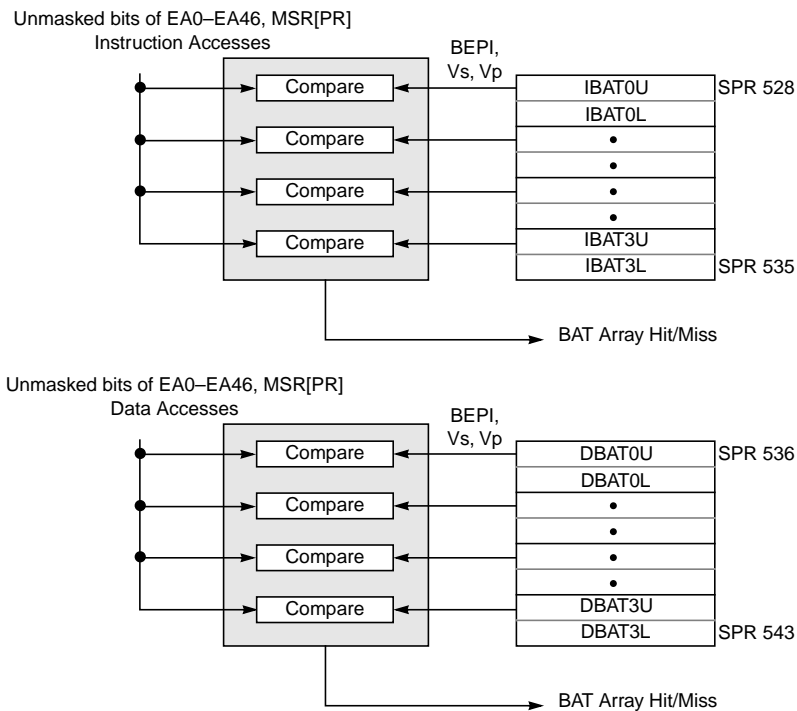 Unmasked bits of EA0–EA46, MSR[PR]
Instruction Accesses
BEPI,
Vs, Vp
Compare
IBAT0U
SPR 528
IBAT0L
Compare
•
•
Compare
•
•
Compare
IBAT3U
IBAT3L
SPR 535
BAT Array Hit/Miss
Unmasked bits of EA0–EA46, MSR[PR]
Data Accesses
BEPI,
Vs, Vp
Compare
DBAT0U
SPR 536
DBAT0L
Compare
•
•
Compare
•
•
Compare
DBAT3U
DBAT3L
SPR 543
BAT Array Hit/Miss